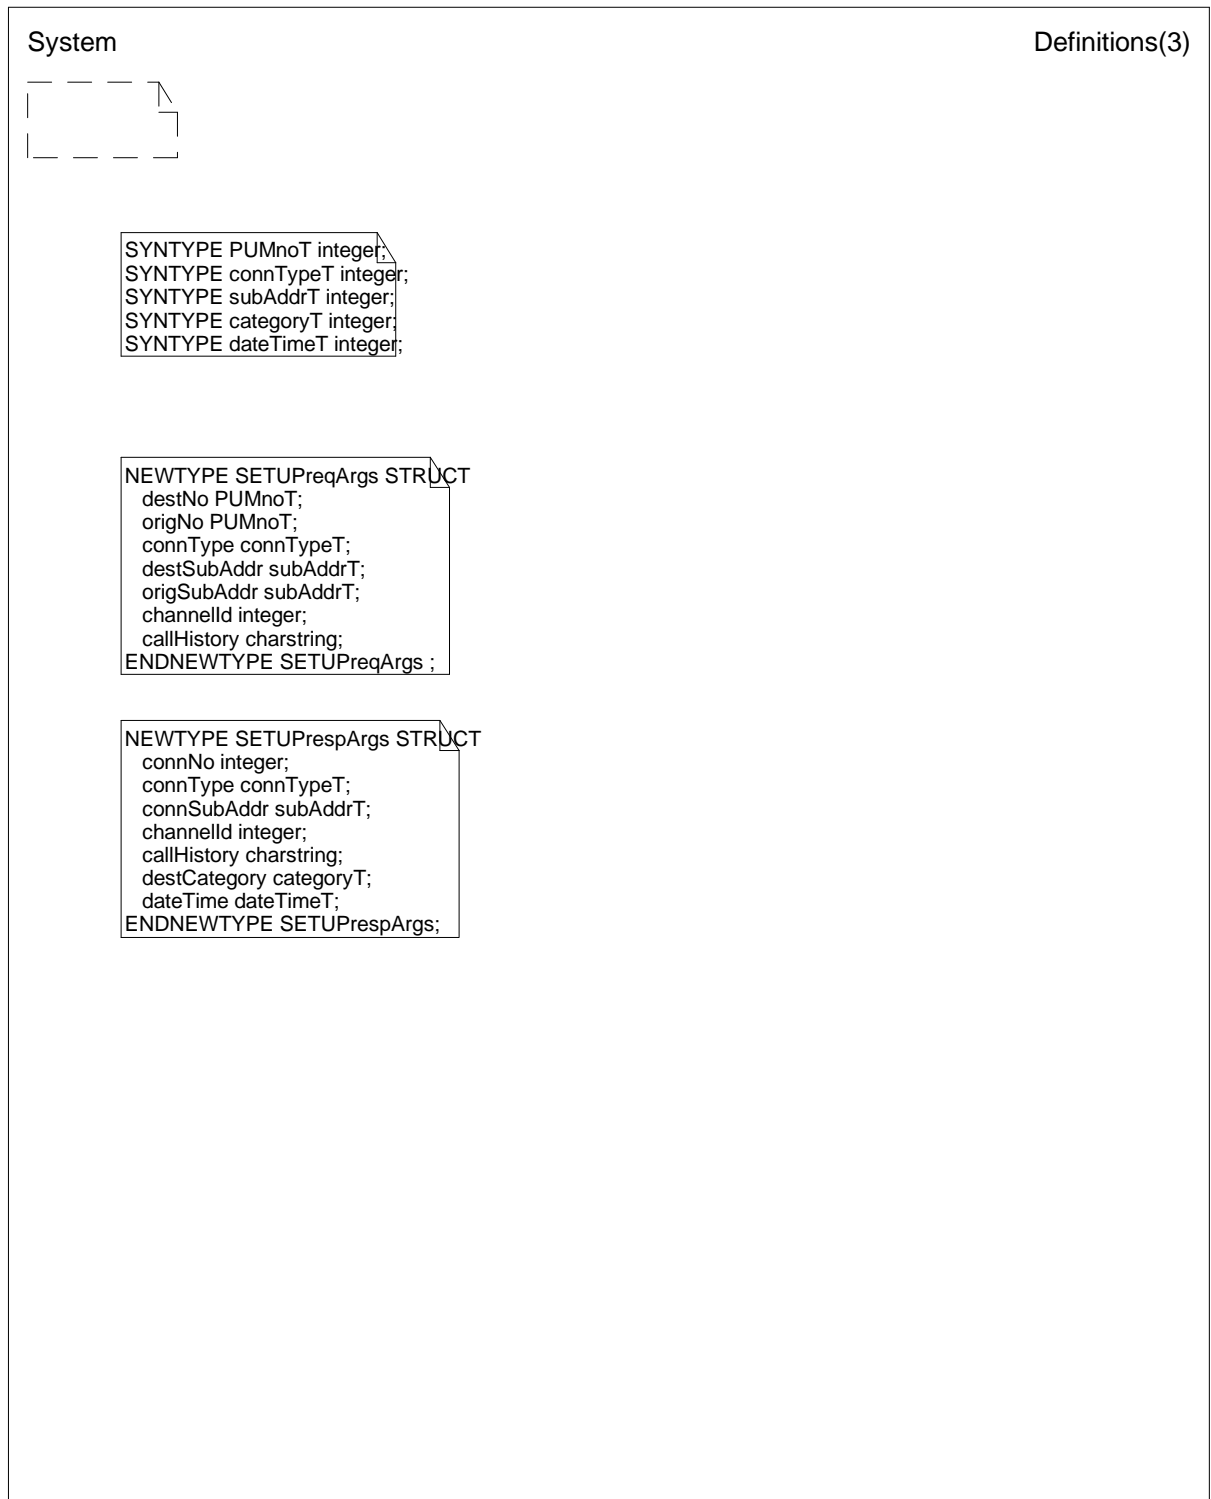 System
Definitions(3)
SYNTYPE PUMnoT integer;
SYNTYPE connTypeT integer;
SYNTYPE subAddrT integer;
SYNTYPE categoryT integer;
SYNTYPE dateTimeT integer;
NEWTYPE SETUPreqArgs STRUCT
destNo PUMnoT;
origNo PUMnoT;
connType connTypeT;
destSubAddr subAddrT;
origSubAddr subAddrT;
channelId integer;
callHistory charstring;
ENDNEWTYPE SETUPreqArgs ;
NEWTYPE SETUPrespArgs STRUCT
connNo integer;
connType connTypeT;
connSubAddr subAddrT;
channelId integer;
callHistory charstring;
destCategory categoryT;
dateTime dateTimeT;
ENDNEWTYPE SETUPrespArgs;